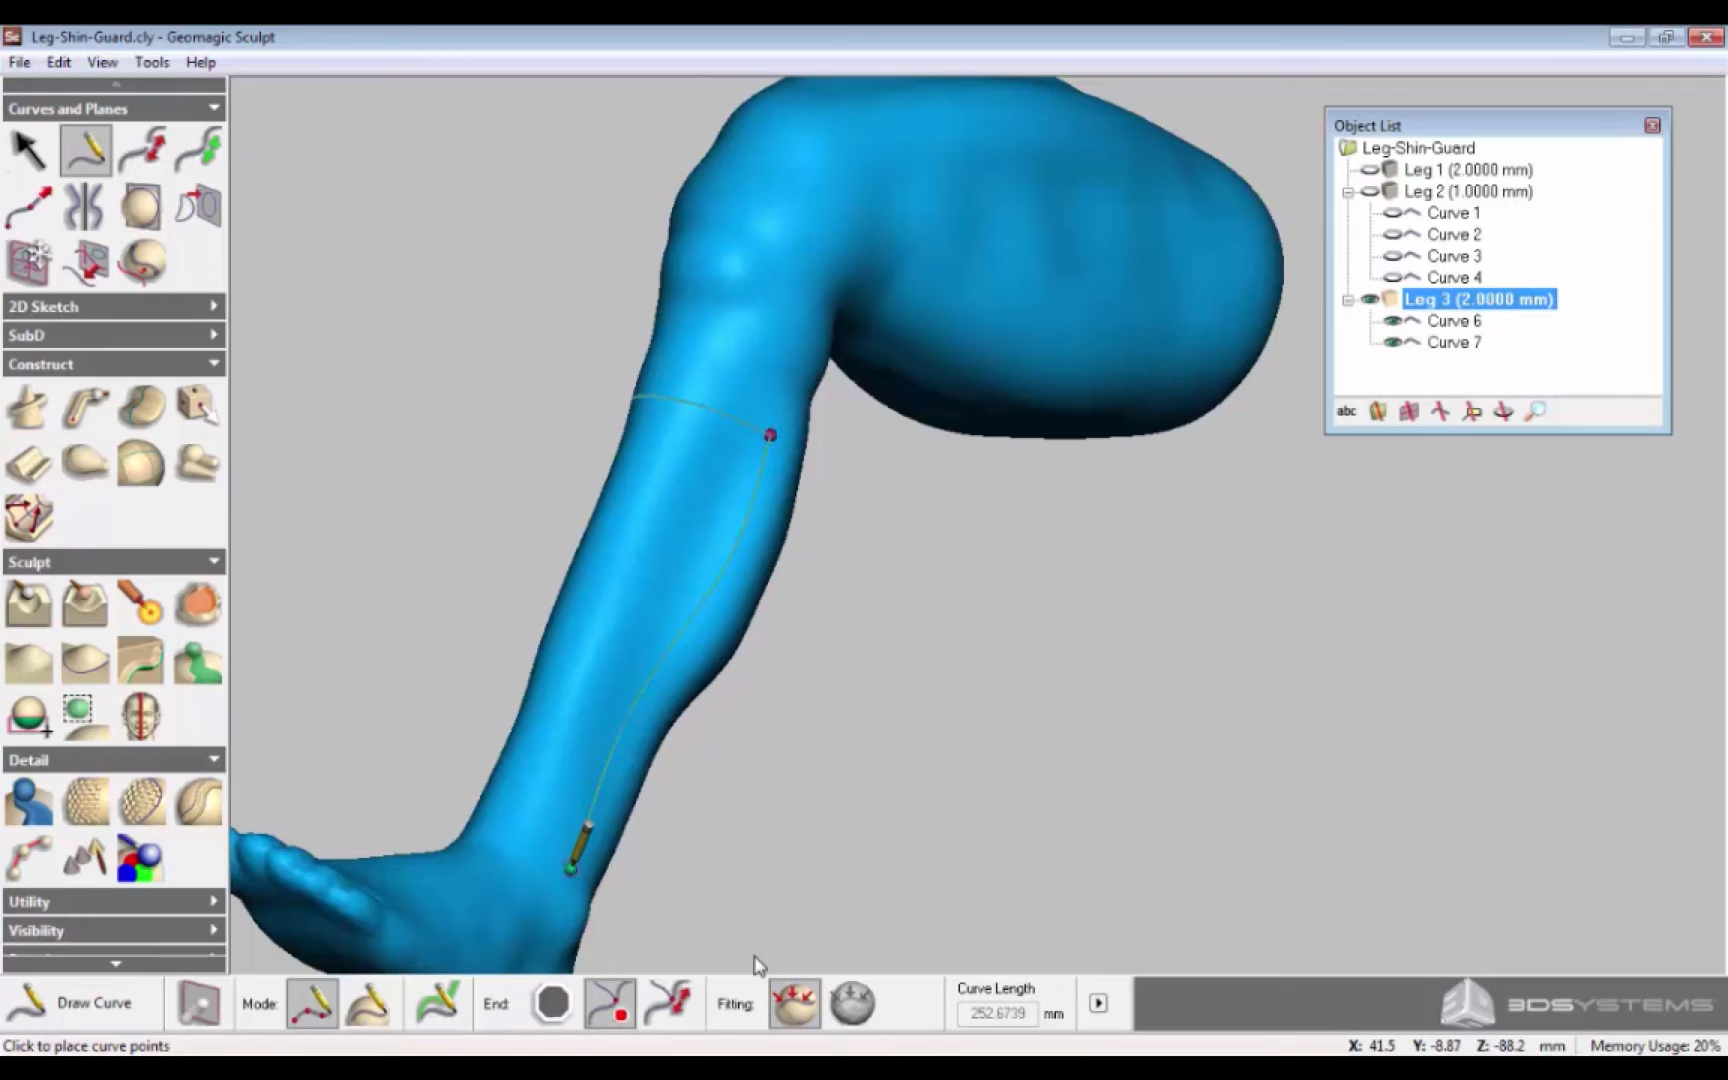 Leg-Shin-Guard.cly - Geomagic Sculpt
File Edit View Tools Help
Curves and Planes
2D Sketch
SubD
Construct
Sculpt
Detail
Utility
Visibility
Object List
Leg-Shin-Guard
Leg 1 (2.0000 mm)
Leg 2 (1.0000 mm)
Curve 1
Curve 2
Curve 3
Curve 4
Leg 3 (2.0000 mm)
Curve 6
Curve 7
abc
Draw Curve
Mode:
End:
Fitting:
Curve Length
252.6739 mm
3DSYSTEMS
Click to place curve points
X: 41.5 Y: -8.87 Z: -88.2 mm Memory Usage: 20%